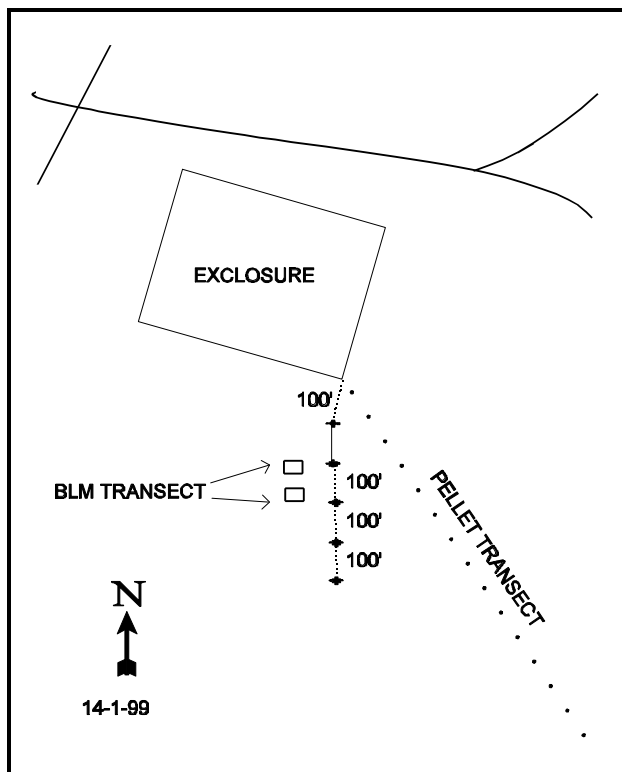 EXCLOSURE
100'
BLM TRANSECT
100'
100'
100'
PELLET TRANSECT
N
14-1-99